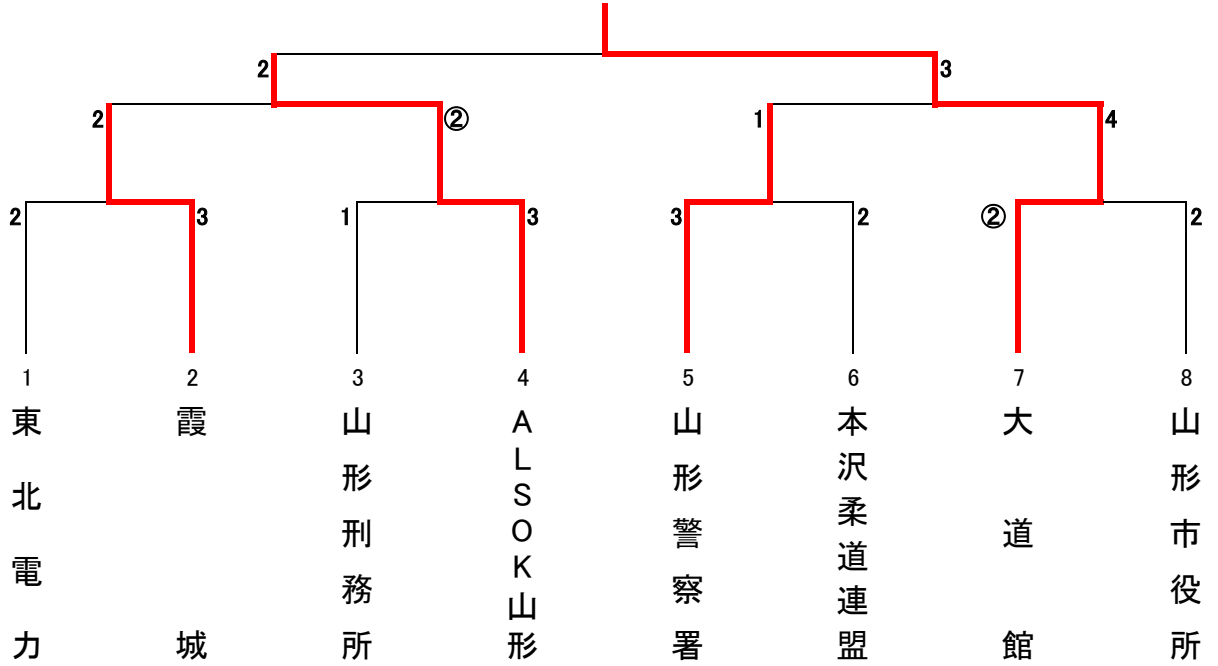 2 3
2 ② 1 4
2 3 1 3 3 2 ② 2
1 2 3 4 5 6 7 8
東北電力
霞城
山形刑務所
ALSOK山形
山形警察署
本沢柔道連盟
大道館
山形市役所